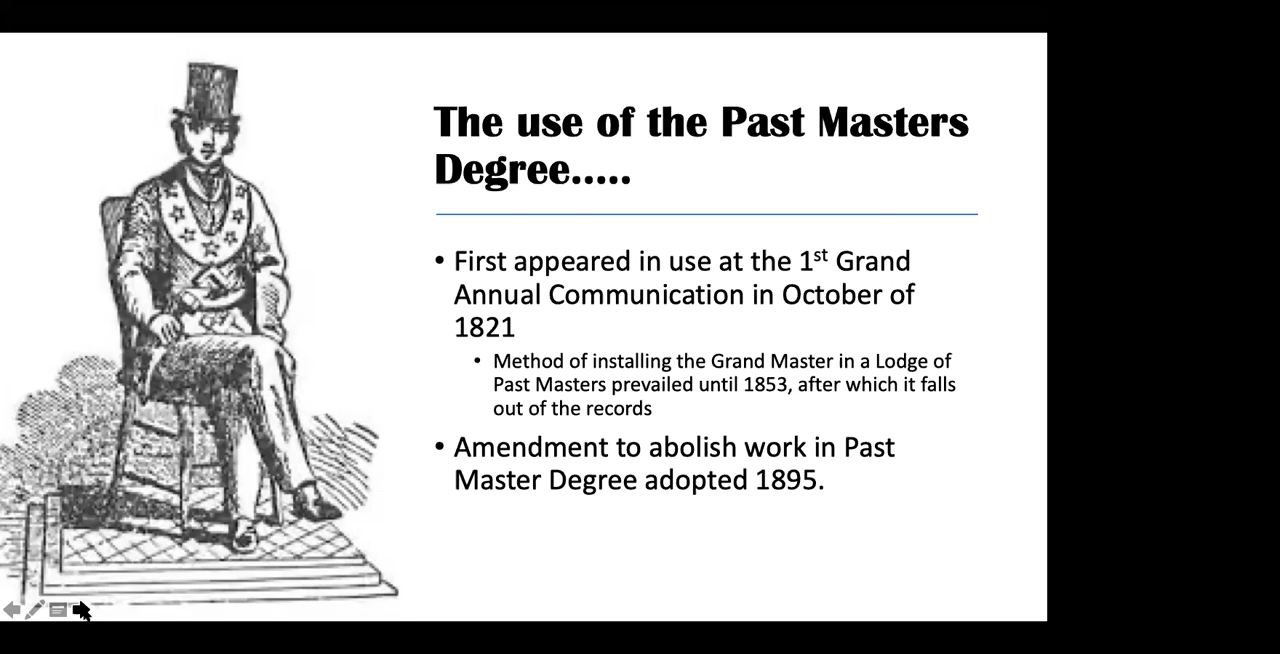 The use of the Past Masters
Degree.....
• First appeared in use at the 1st Grand
Annual Communication in October of
1821
• Method of installing the Grand Master in a Lodge of
Past Masters prevailed until 1853, after which it falls
out of the records
• Amendment to abolish work in Past
Master Degree adopted 1895.